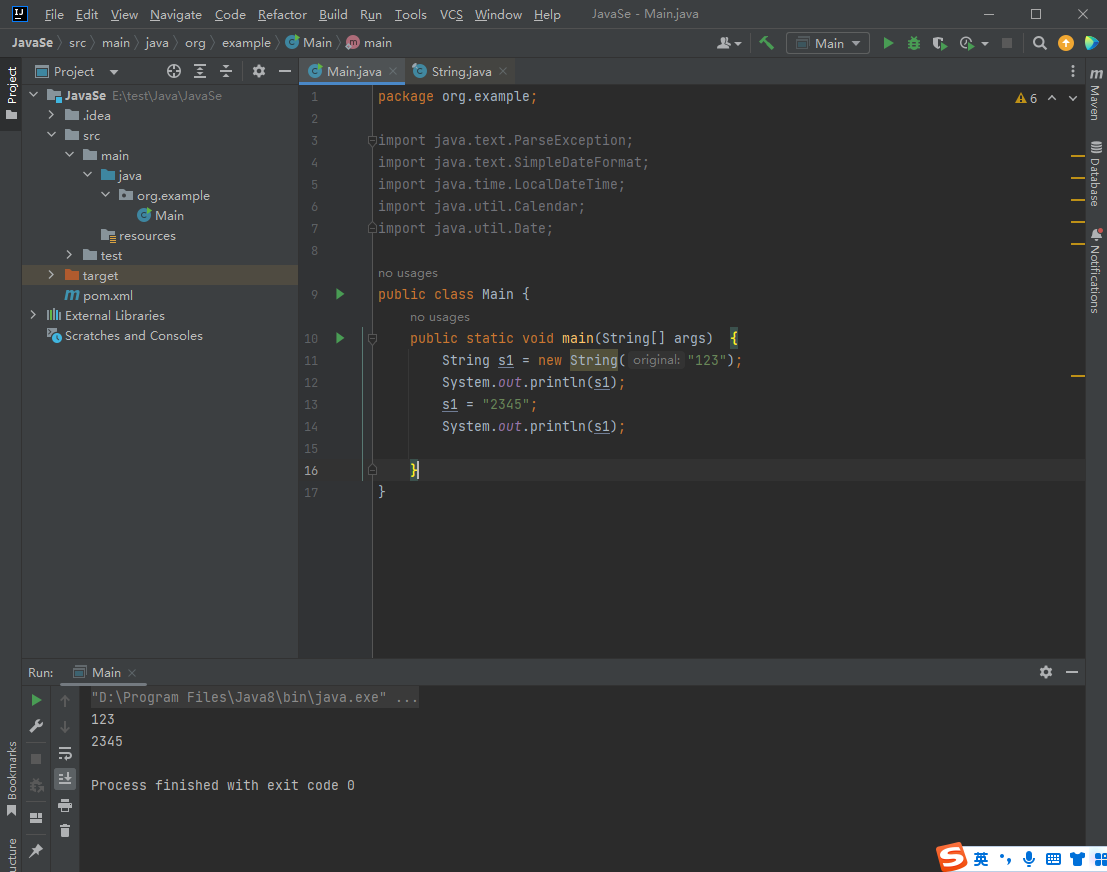 File Edit View Navigate Code Refactor Build Run Tools VCS Window Help JavaSe - Main.java
JavaSe src main java org example Main main Main
Project Main.java String.java
JavaSe E:\test\Java\JavaSe
.idea
src
main
java
org.example
Main
resources
test
target
pom.xml
External Libraries
Scratches and Consoles
Project
1 package org.example;
2
3 import java.text.ParseException;
4 import java.text.SimpleDateFormat;
5 import java.time.LocalDateTime;
6 import java.util.Calendar;
7 import java.util.Date;
8
no usages
9 public class Main {
no usages
10 public static void main(String[] args) {
11 String s1 = new String( original: "123");
12 System.out.println(s1);
13 s1 = "2345";
14 System.out.println(s1);
15
16 }
17 }
6
Maven
Database
Notifications
Run: Main
"D:\Program Files\Java8\bin\java.exe" ...
123
2345
Process finished with exit code 0
Bookmarks
ucture
英